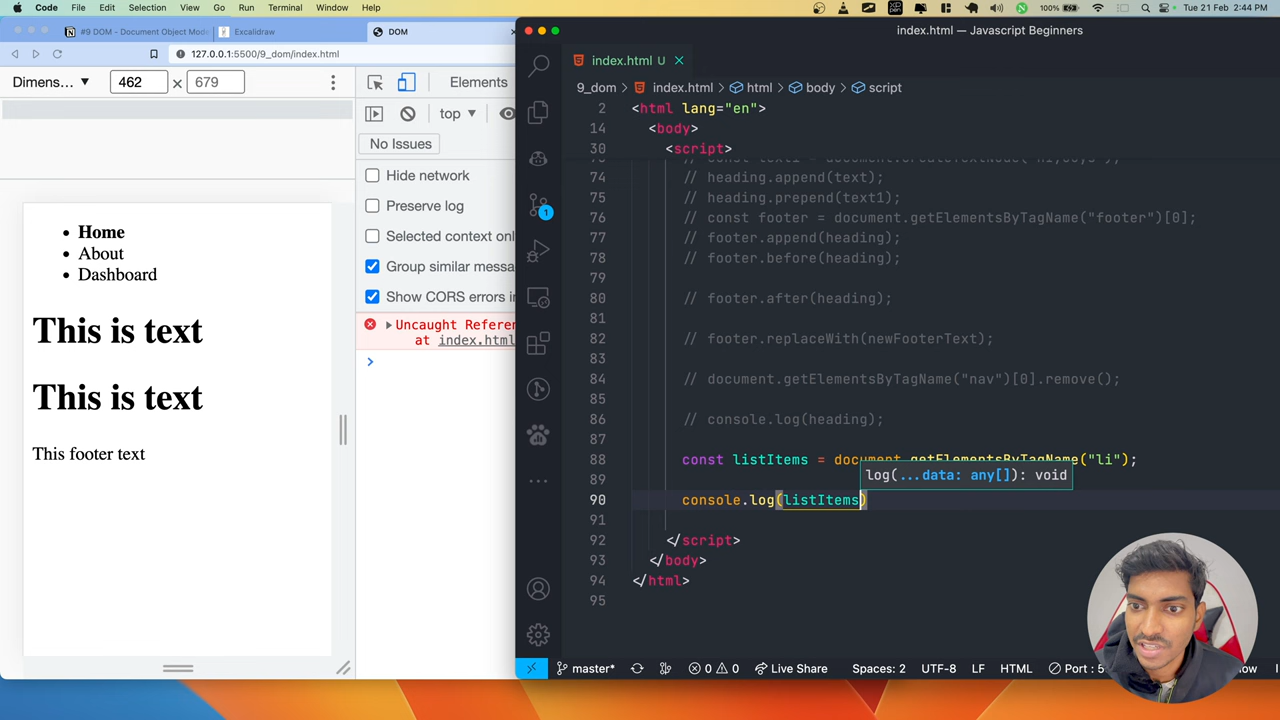 Code File Edit Selection View Go Run Terminal Window Help 100% Tue 21 Feb 2:44 PM
#9 DOM - Document Object Mod
Excalidraw
DOM
127.0.0.1:5500/9_dom/index.html
Dimens... 462 × 679
Elements
top
No Issues
Hide network
Preserve log
Selected context onl
Group similar messa
Show CORS errors in
Uncaught Referen
at index.html
Home
About
Dashboard
This is text
This is text
This footer text
index.html — Javascript Beginners
index.html U
9_dom > index.html > html > body > script
2 <html lang="en">
14 <body>
30 <script>
74 // heading.append(text);
75 // heading.prepend(text1);
76 // const footer = document.getElementsByTagName("footer")[0];
77 // footer.append(heading);
78 // footer.before(heading);
79
80 // footer.after(heading);
81
82 // footer.replaceWith(newFooterText);
83
84 // document.getElementsByTagName("nav")[0].remove();
85
86 // console.log(heading);
87
88 const listItems = document.getElementsByTagName("li");
89
log(...data: any[]): void
90 console.log(listItems)
91
92 </script>
93 </body>
94 </html>
95
1
master* 0 0 Live Share Spaces: 2 UTF-8 LF HTML Port : 5